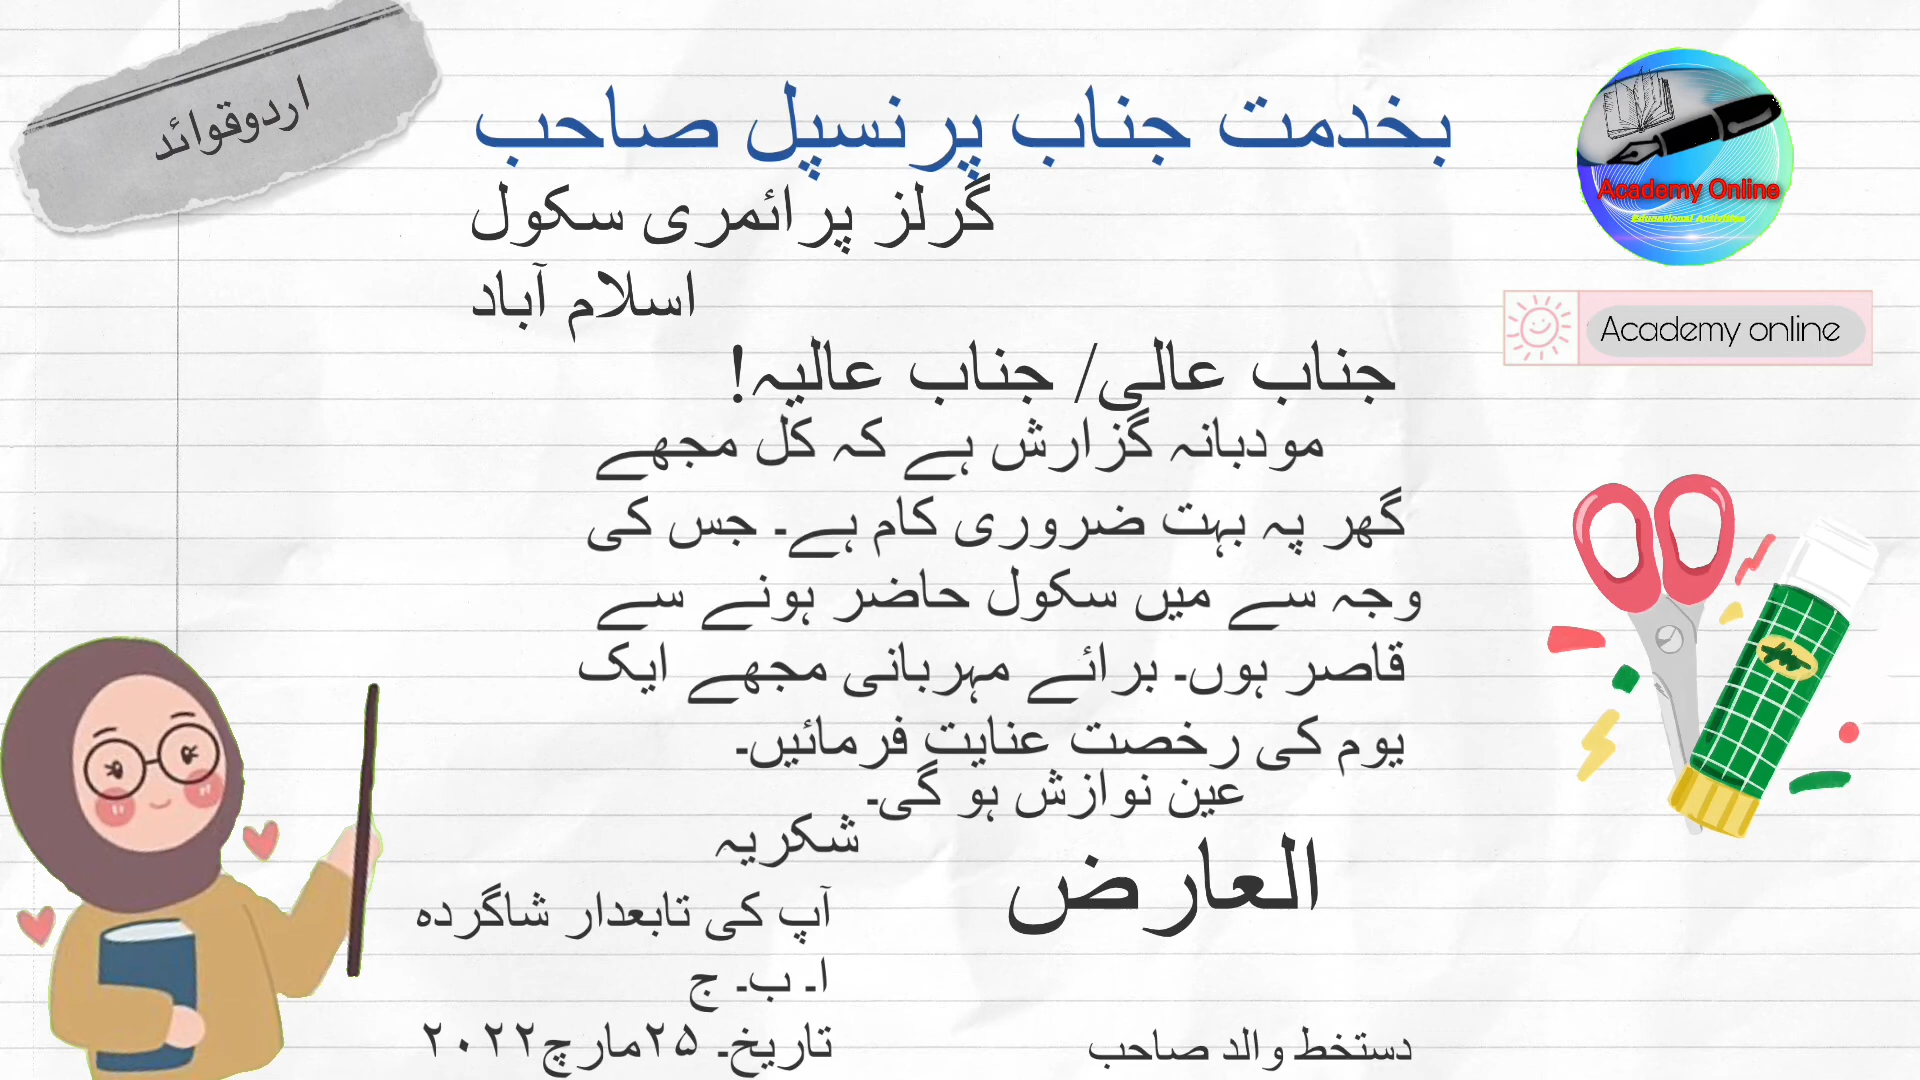 اردوقوائد
بخدمت جناب پرنسپل صاحب
گرلز پرائمری سکول
اسلام آباد
Academy Online
Educational Activities
Academy online
جناب عالی/ جناب عالیہ!
مودبانہ گزارش ہے کہ کل مجھے
گھر پہ بہت ضروری کام ہے۔ جس کی
وجہ سے میں سکول حاضر ہونے سے
قاصر ہوں۔ برائے مہربانی مجھے ایک
یوم کی رخصت عنایت فرمائیں۔
عین نوازش ہو گی۔
شکریہ
العارض
آپ کی تابعدار شاگردہ
ا۔ ب۔ ج
تاریخ۔ ۲۵مارچ۲۰۲۲
دستخط والد صاحب